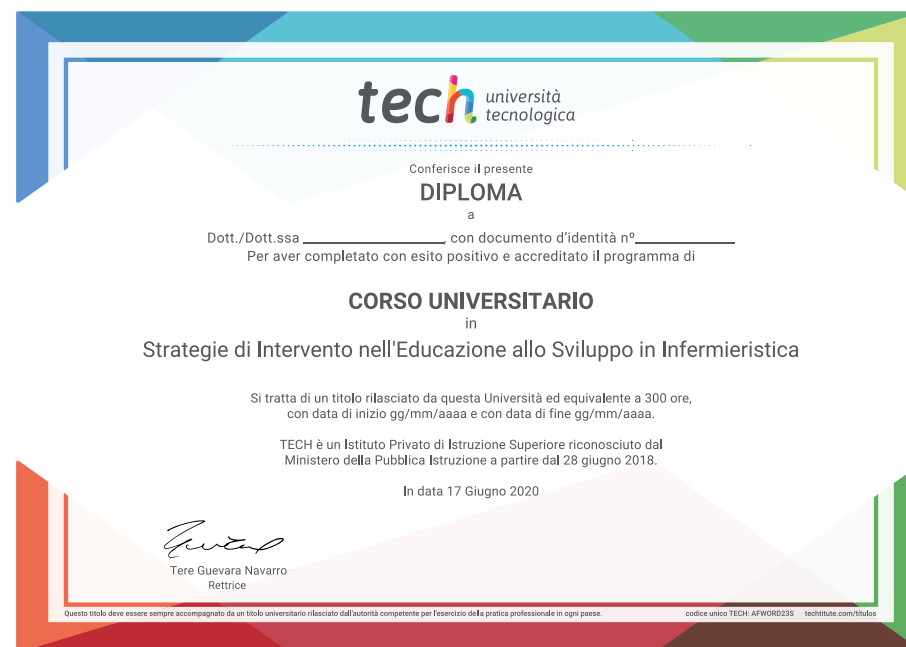 tech università
tecnologica
Conferisce il presente
DIPLOMA
a
Dott./Dott.ssa ____________________, con documento d'identità nº______________
Per aver completato con esito positivo e accreditato il programma di
CORSO UNIVERSITARIO
in
Strategie di Intervento nell'Educazione allo Sviluppo in Infermieristica
Si tratta di un titolo rilasciato da questa Università ed equivalente a 300 ore,
con data di inizio gg/mm/aaaa e con data di fine gg/mm/aaaa.
TECH è un Istituto Privato di Istruzione Superiore riconosciuto dal
Ministero della Pubblica Istruzione a partire dal 28 giugno 2018.
In data 17 Giugno 2020
Tere Guevara Navarro
Rettrice
Questo titolo deve essere sempre accompagnato da un titolo universitario rilasciato dall'autorità competente per l'esercizio della pratica professionale in ogni paese. codice unico TECH: AFWORD23S techtitute.com/titulos